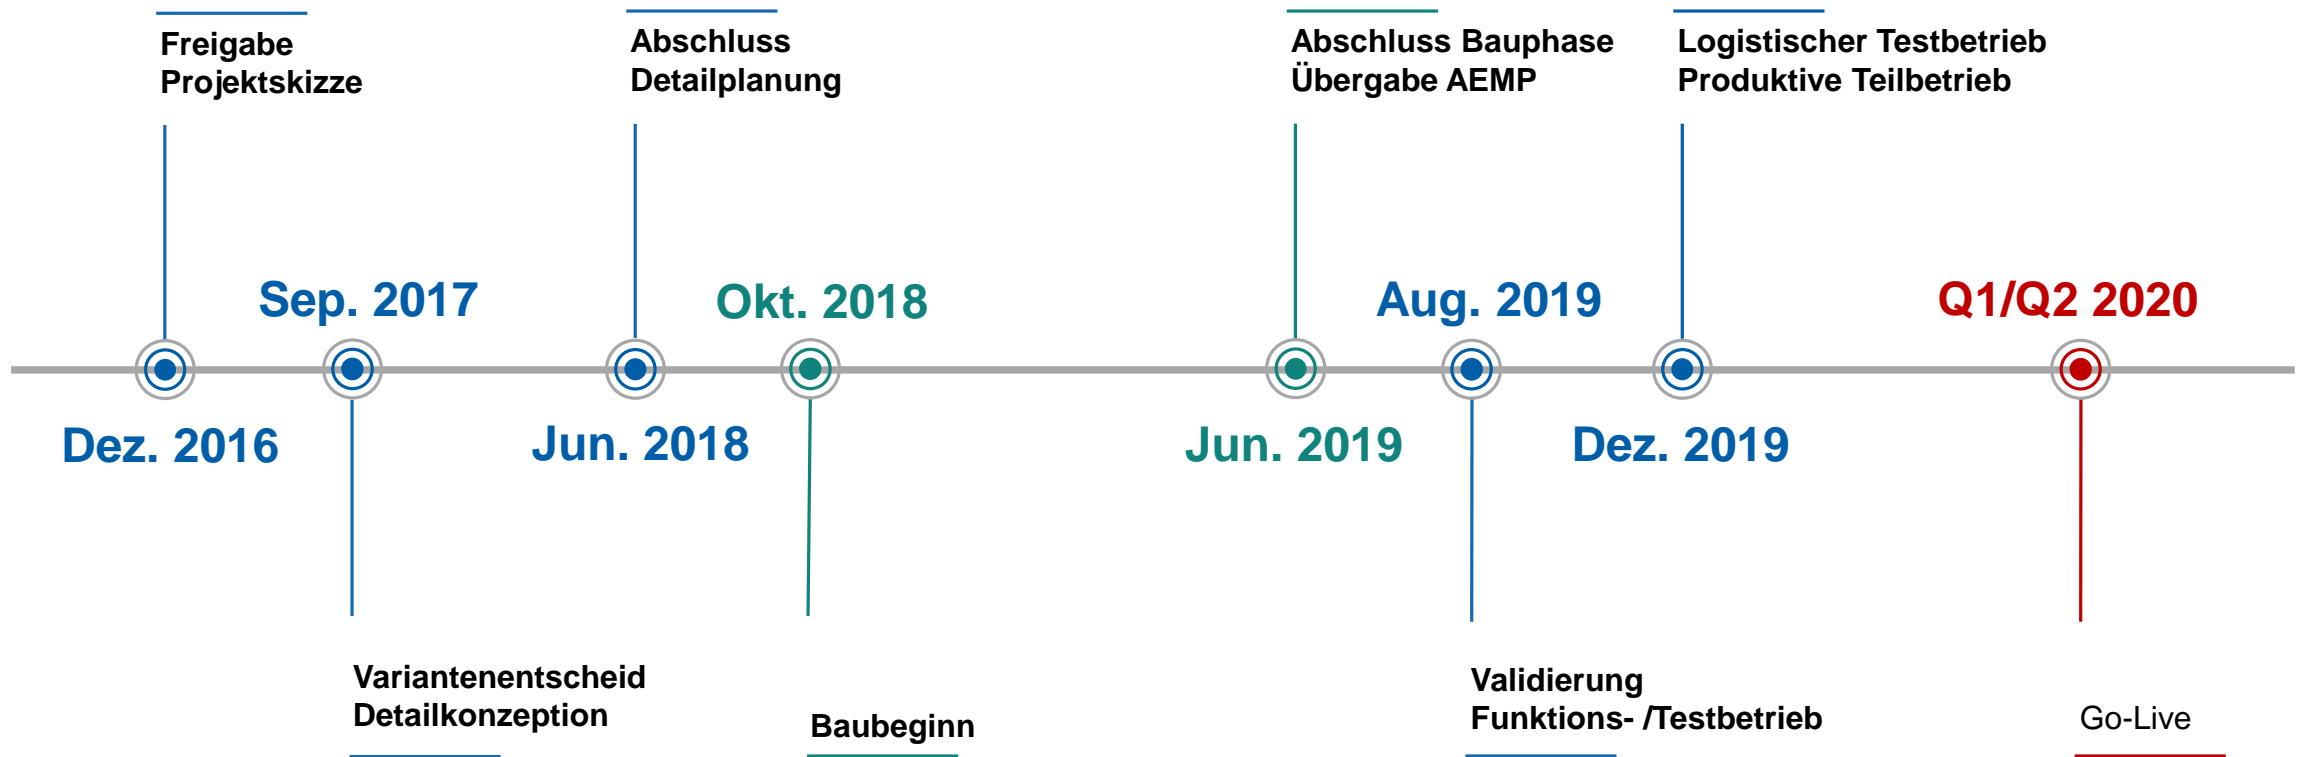 Freigabe
Projektskizze
Abschluss
Detailplanung
Abschluss Bauphase
Übergabe AEMP
Logistischer Testbetrieb
Produktive Teilbetrieb
Sep. 2017
Okt. 2018
Aug. 2019
Q1/Q2 2020
Dez. 2016
Jun. 2018
Jun. 2019
Dez. 2019
Variantenentscheid
Detailkonzeption
Baubeginn
Validierung
Funktions- /Testbetrieb
Go-Live